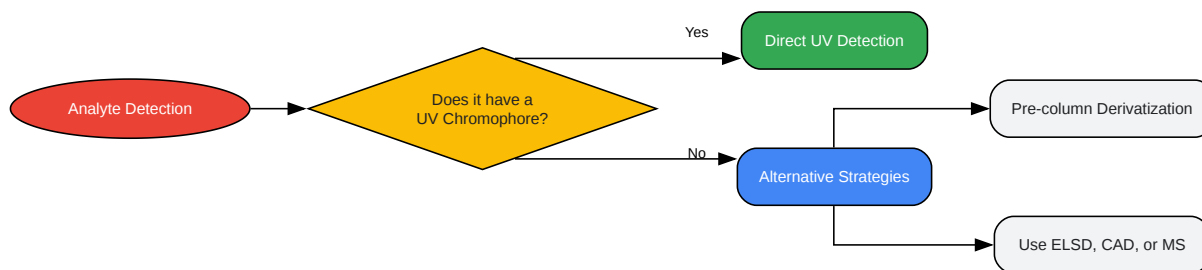 Analyte Detection
Does it have a
UV Chromophore?
Yes
Direct UV Detection
No
Alternative Strategies
Pre-column Derivatization
Use ELSD, CAD, or MS